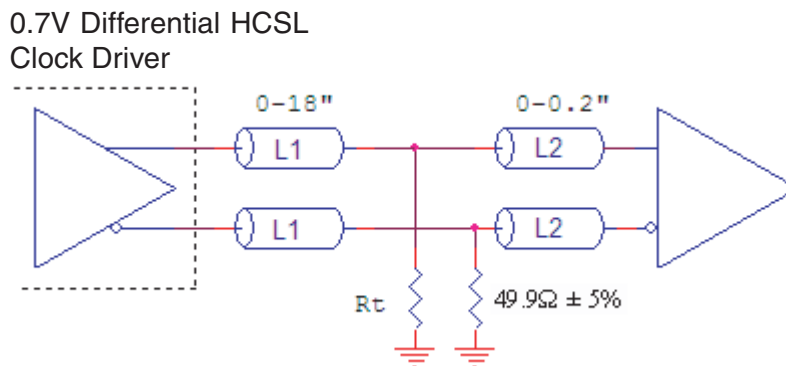 0.7V Differential HCSL
Clock Driver
0-18"
0-0.2"
L1
L2
L1
L2
Rt
49.9Ω ± 5%